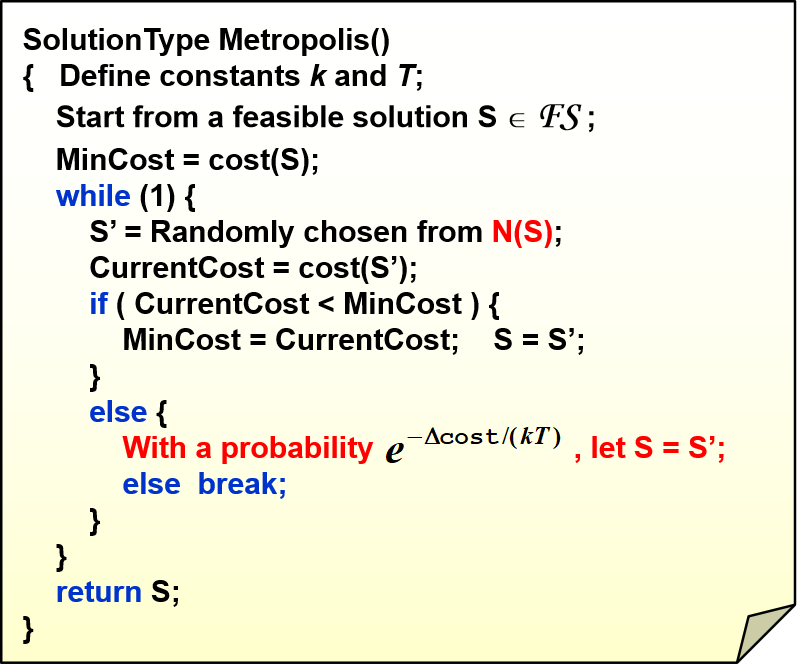 SolutionType Metropolis()
{ Define constants k and T;
Start from a feasible solution S ∈ ℱ𝒮 ;
MinCost = cost(S);
while (1) {
S’ = Randomly chosen from N(S);
CurrentCost = cost(S’);
if ( CurrentCost < MinCost ) {
MinCost = CurrentCost; S = S’;
}
else {
With a probability e^{−Δcost/(kT)} , let S = S’;
else break;
}
}
return S;
}